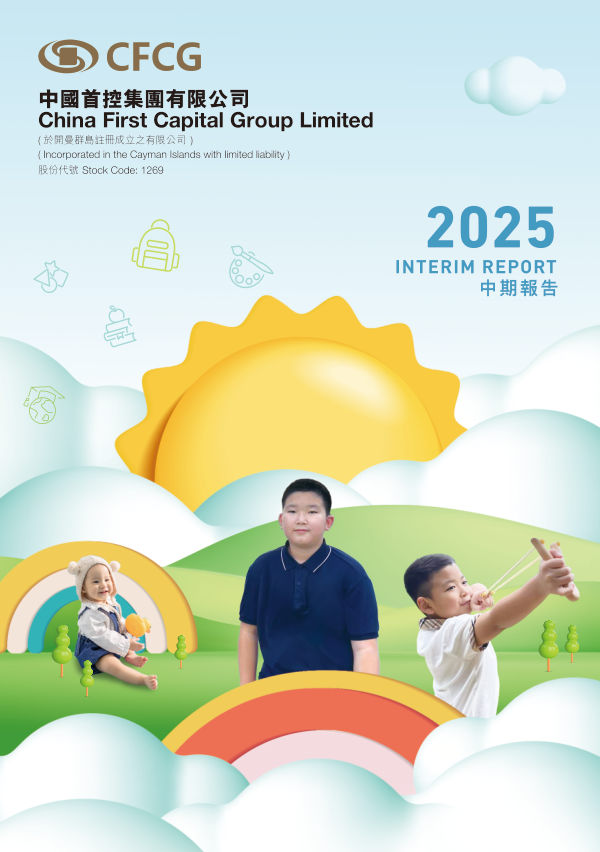 CFCG
中國首控集團有限公司
China First Capital Group Limited
( 於開曼群島註冊成立之有限公司 )
( Incorporated in the Cayman Islands with limited liability )
股份代號 Stock Code: 1269
2025
INTERIM REPORT
中期報告